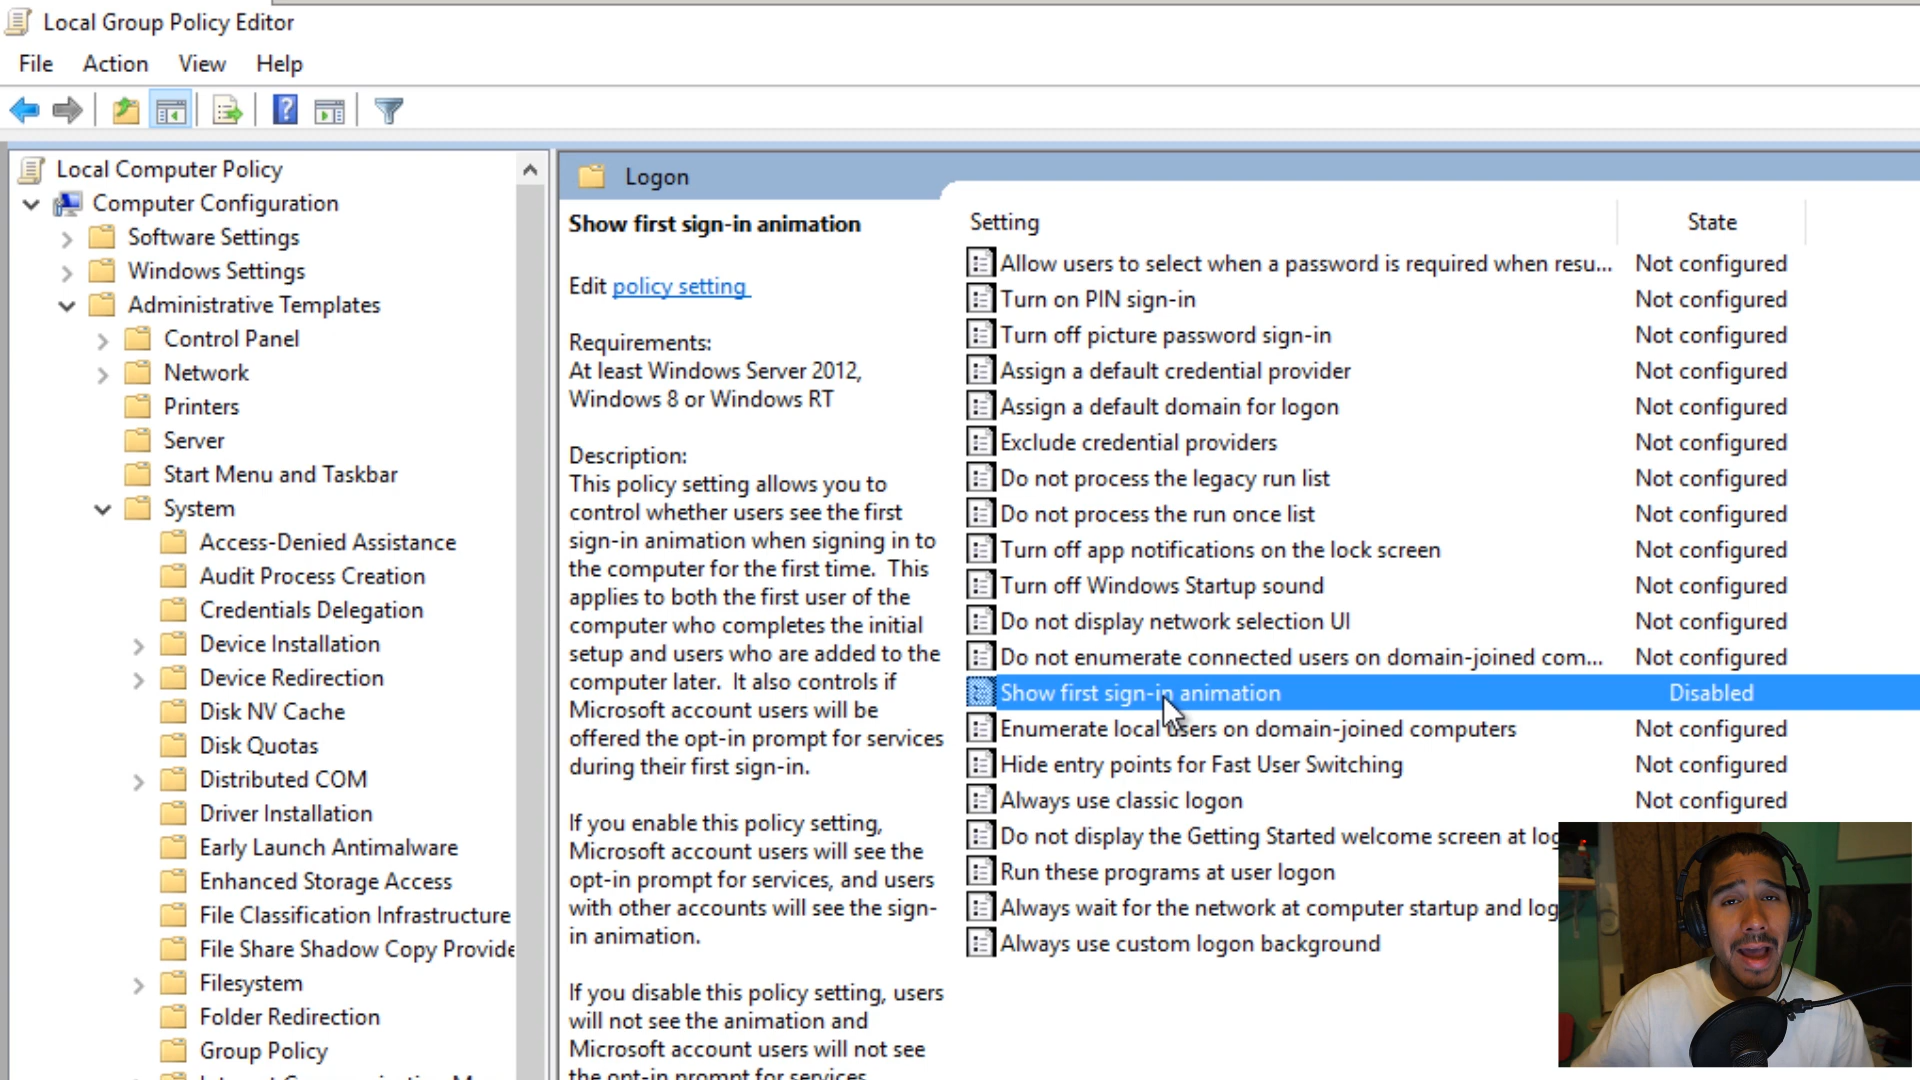 Local Group Policy Editor
File Action View Help
Local Computer Policy
Computer Configuration
Software Settings
Windows Settings
Administrative Templates
Control Panel
Network
Printers
Server
Start Menu and Taskbar
System
Access-Denied Assistance
Audit Process Creation
Credentials Delegation
Device Installation
Device Redirection
Disk NV Cache
Disk Quotas
Distributed COM
Driver Installation
Early Launch Antimalware
Enhanced Storage Access
File Classification Infrastructure
File Share Shadow Copy Provide
Filesystem
Folder Redirection
Group Policy
Logon
Show first sign-in animation
Edit policy setting
Requirements:
At least Windows Server 2012,
Windows 8 or Windows RT
Description:
This policy setting allows you to
control whether users see the first
sign-in animation when signing in to
the computer for the first time. This
applies to both the first user of the
computer who completes the initial
setup and users who are added to the
computer later. It also controls if
Microsoft account users will be
offered the opt-in prompt for services
during their first sign-in.
If you enable this policy setting,
Microsoft account users will see the
opt-in prompt for services, and users
with other accounts will see the sign-
in animation.
If you disable this policy setting, users
will not see the animation and
Microsoft account users will not see
the opt-in prompt for services
Setting State
Allow users to select when a password is required when resu... Not configured
Turn on PIN sign-in Not configured
Turn off picture password sign-in Not configured
Assign a default credential provider Not configured
Assign a default domain for logon Not configured
Exclude credential providers Not configured
Do not process the legacy run list Not configured
Do not process the run once list Not configured
Turn off app notifications on the lock screen Not configured
Turn off Windows Startup sound Not configured
Do not display network selection UI Not configured
Do not enumerate connected users on domain-joined com... Not configured
Show first sign-in animation Disabled
Enumerate local users on domain-joined computers Not configured
Hide entry points for Fast User Switching Not configured
Always use classic logon Not configured
Do not display the Getting Started welcome screen at log
Run these programs at user logon
Always wait for the network at computer startup and log
Always use custom logon background